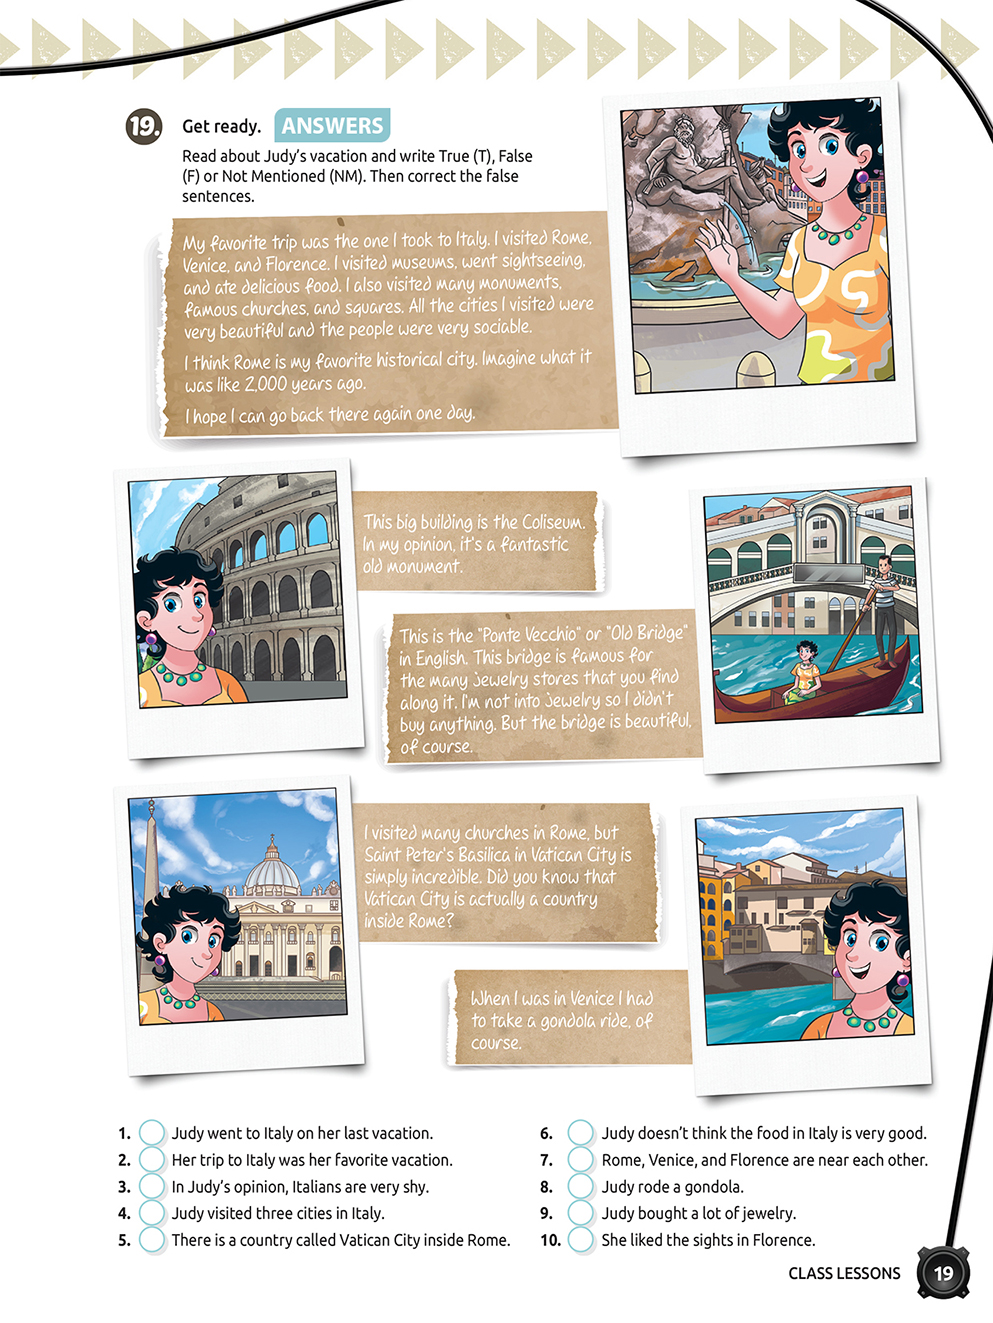 19. Get ready. ANSWERS
Read about Judy's vacation and write True (T), False
(F) or Not Mentioned (NM). Then correct the false
sentences.
My favorite trip was the one I took to Italy. I visited Rome,
Venice, and Florence. I visited museums, went sightseeing,
and ate delicious food. I also visited many monuments,
famous churches, and squares. All the cities I visited were
very beautiful and the people were very sociable.
I think Rome is my favorite historical city. Imagine what it
was like 2,000 years ago.
I hope I can go back there again one day.
This big building is the Coliseum.
In my opinion, it's a fantastic
old monument.
This is the "Ponte Vecchio" or "Old Bridge"
in English. This bridge is famous for
the many jewelry stores that you find
along it. I'm not into jewelry so I didn't
buy anything. But the bridge is beautiful,
of course.
I visited many churches in Rome, but
Saint Peter's Basilica in Vatican City is
simply incredible. Did you know that
Vatican City is actually a country
inside Rome?
When I was in Venice I had
to take a gondola ride, of
course.
1. Judy went to Italy on her last vacation.
2. Her trip to Italy was her favorite vacation.
3. In Judy's opinion, Italians are very shy.
4. Judy visited three cities in Italy.
5. There is a country called Vatican City inside Rome.
6. Judy doesn't think the food in Italy is very good.
7. Rome, Venice, and Florence are near each other.
8. Judy rode a gondola.
9. Judy bought a lot of jewelry.
10. She liked the sights in Florence.
CLASS LESSONS 19